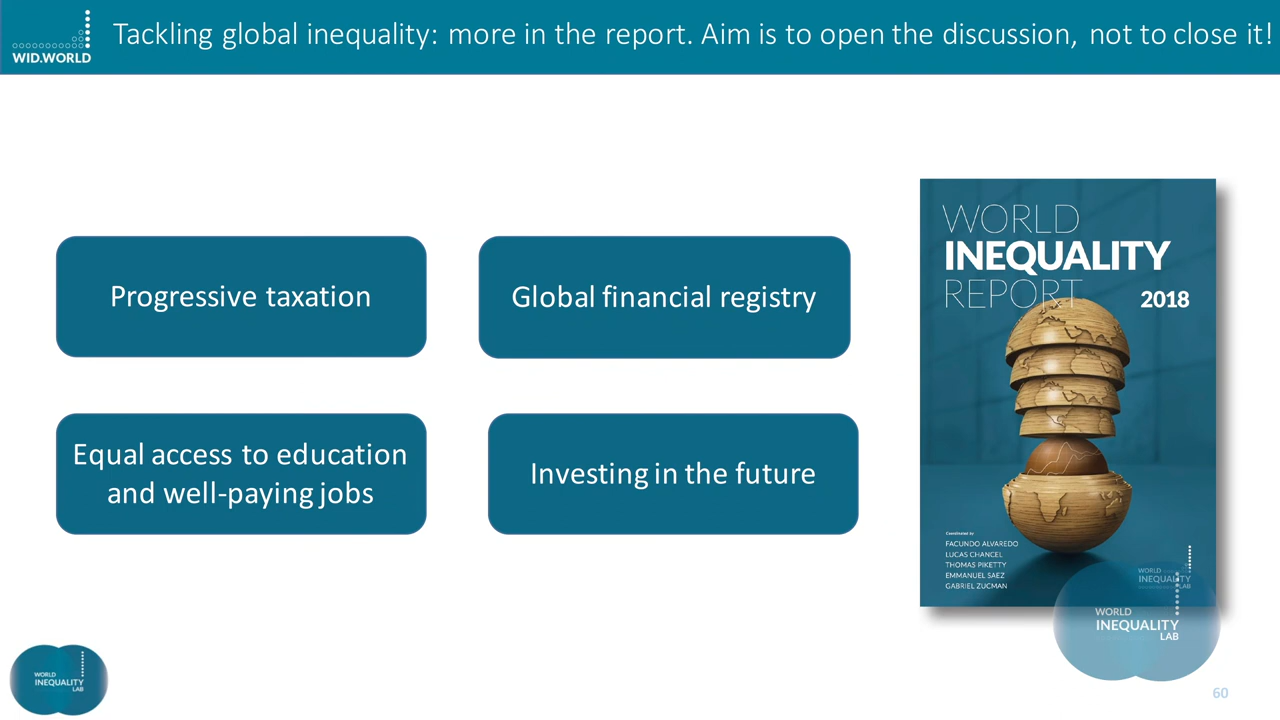 Tackling global inequality: more in the report. Aim is to open the discussion, not to close it!
WID.WORLD
Progressive taxation
Global financial registry
Equal access to education
and well-paying jobs
Investing in the future
WORLD
INEQUALITY
REPORT
2018
Coordinated by
FACUNDO ALVAREDO
LUCAS CHANCEL
THOMAS PIKETTY
EMMANUEL SAEZ
GABRIEL ZUCMAN
WORLD
INEQUALITY
LAB
WORLD
INEQUALITY
LAB
WORLD
INEQUALITY
LAB
60